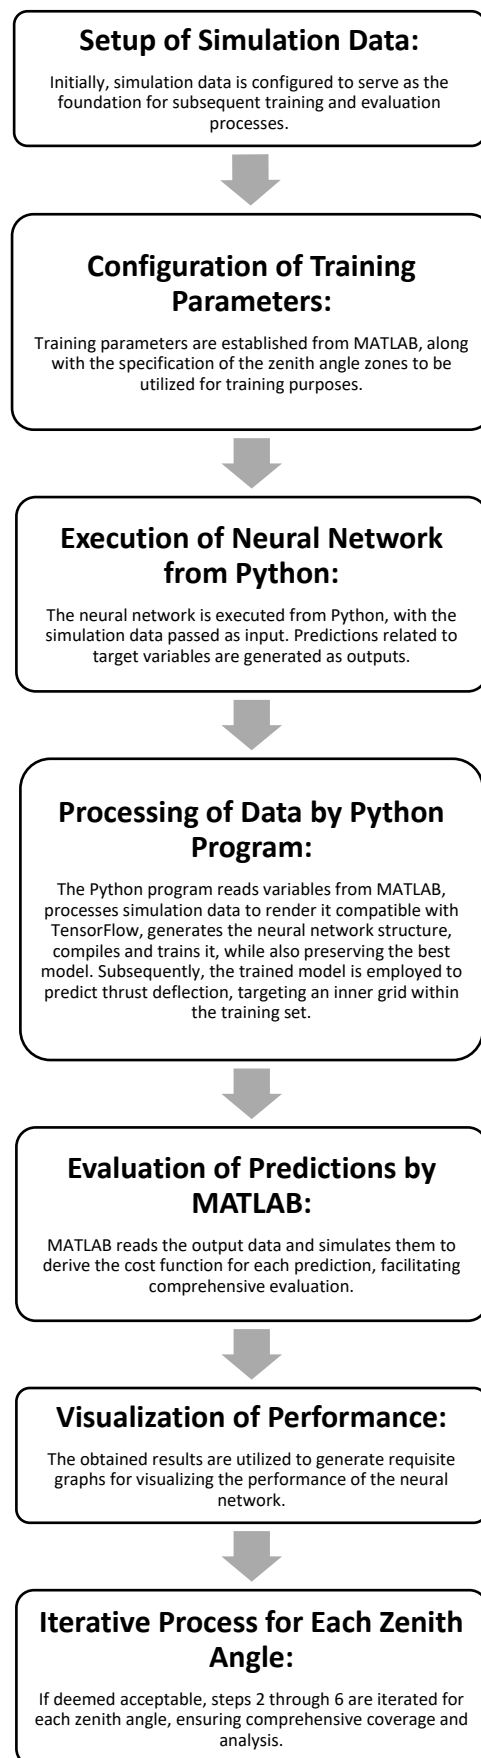 Setup of Simulation Data:
Initially, simulation data is configured to serve as the
foundation for subsequent training and evaluation
processes.
Configuration of Training
Parameters:
Training parameters are established from MATLAB, along
with the specification of the zenith angle zones to be
utilized for training purposes.
Execution of Neural Network
from Python:
The neural network is executed from Python, with the
simulation data passed as input. Predictions related to
target variables are generated as outputs.
Processing of Data by Python
Program:
The Python program reads variables from MATLAB,
processes simulation data to render it compatible with
TensorFlow, generates the neural network structure,
compiles and trains it, while also preserving the best
model. Subsequently, the trained model is employed to
predict thrust deflection, targeting an inner grid within
the training set.
Evaluation of Predictions by
MATLAB:
MATLAB reads the output data and simulates them to
derive the cost function for each prediction, facilitating
comprehensive evaluation.
Visualization of Performance:
The obtained results are utilized to generate requisite
graphs for visualizing the performance of the neural
network.
Iterative Process for Each Zenith
Angle:
If deemed acceptable, steps 2 through 6 are iterated for
each zenith angle, ensuring comprehensive coverage and
analysis.